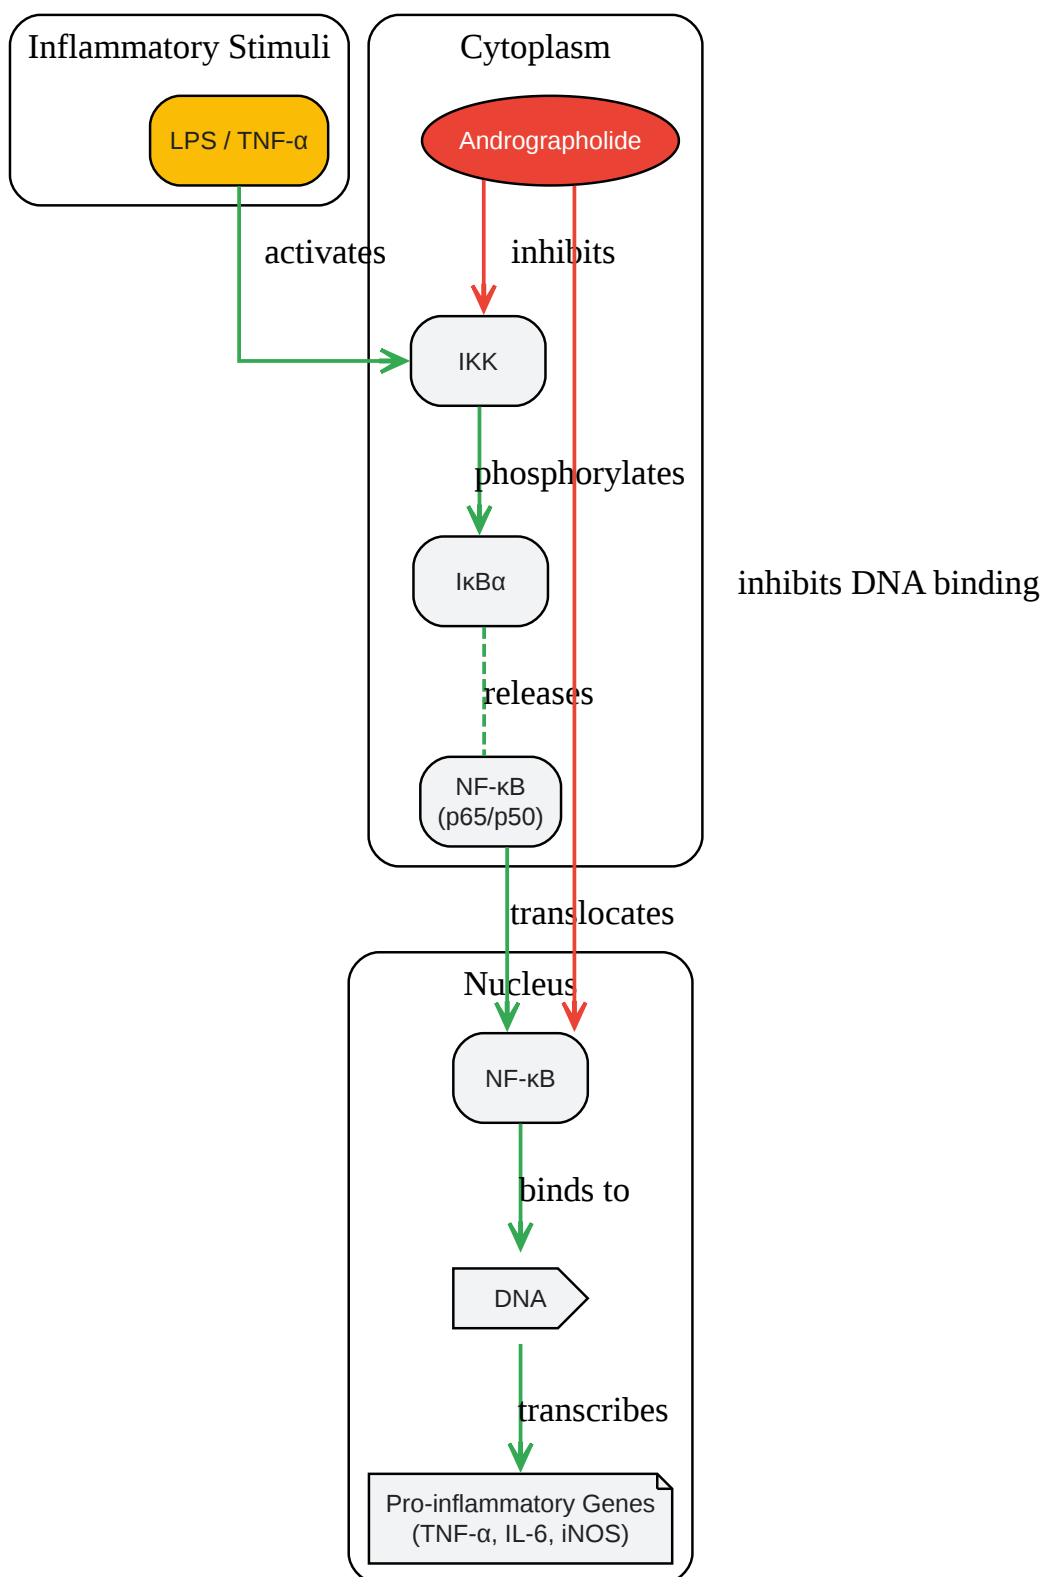 Inflammatory Stimuli
Cytoplasm
LPS / TNF-α
Andrographolide
activates
inhibits
IKK
phosphorylates
IκBα
inhibits DNA binding
releases
NF-κB
(p65/p50)
translocates
Nucleus
NF-κB
binds to
DNA
transcribes
Pro-inflammatory Genes
(TNF-α, IL-6, iNOS)